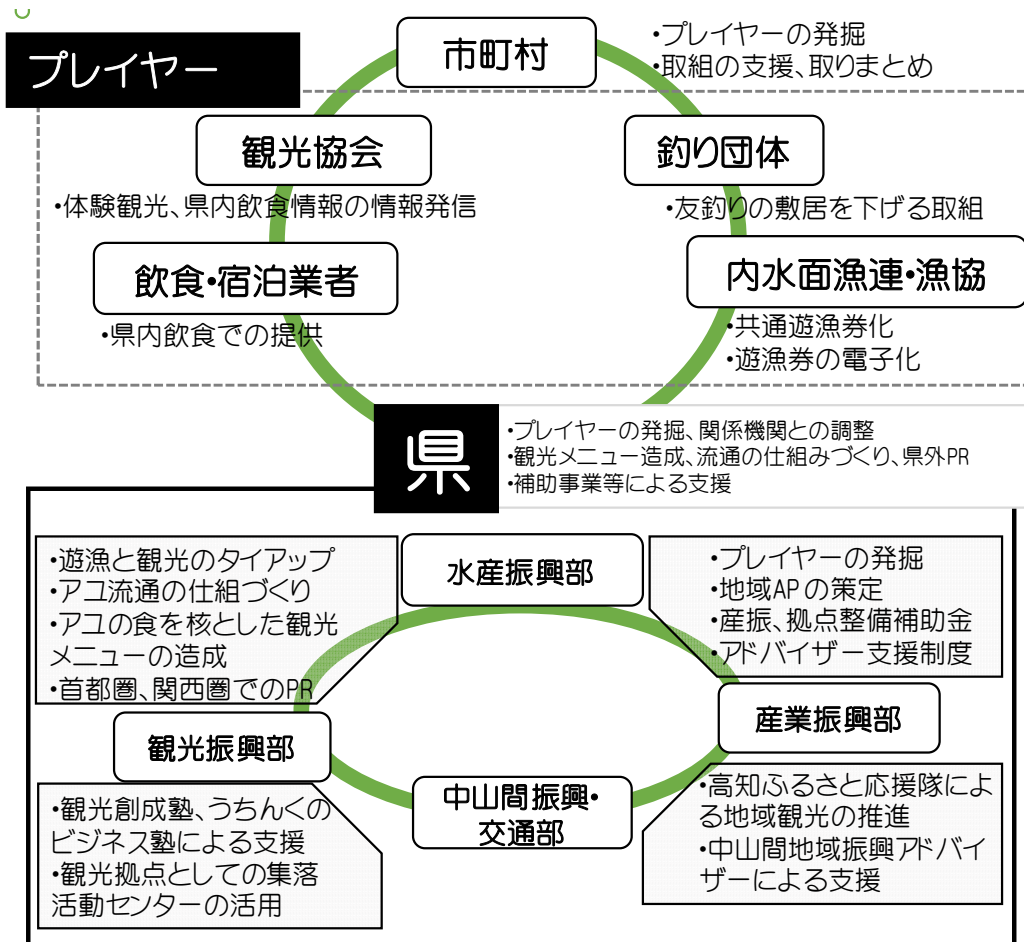 プレイヤー
市町村
・プレイヤーの発掘
・取組の支援、取りまとめ
観光協会
・体験観光、県内飲食情報の情報発信
釣り団体
・友釣りの敷居を下げる取組
飲食・宿泊業者
・県内飲食での提供
内水面漁連・漁協
・共通遊漁券化
・遊漁券の電子化
県
・プレイヤーの発掘、関係機関との調整
・観光メニュー造成、流通の仕組みづくり、県外PR
・補助事業等による支援
・遊漁と観光のタイアップ
・アユ流通の仕組づくり
・アユの食を核とした観光
メニューの造成
・首都圏、関西圏でのPR
水産振興部
・プレイヤーの発掘
・地域APの策定
・産振、拠点整備補助金
・アドバイザー支援制度
観光振興部
産業振興部
・観光創成塾、うちんくの
ビジネス塾による支援
・観光拠点としての集落
活動センターの活用
中山間振興・
交通部
・高知ふるさと応援隊によ
る地域観光の推進
・中山間地域振興アドバイ
ザーによる支援